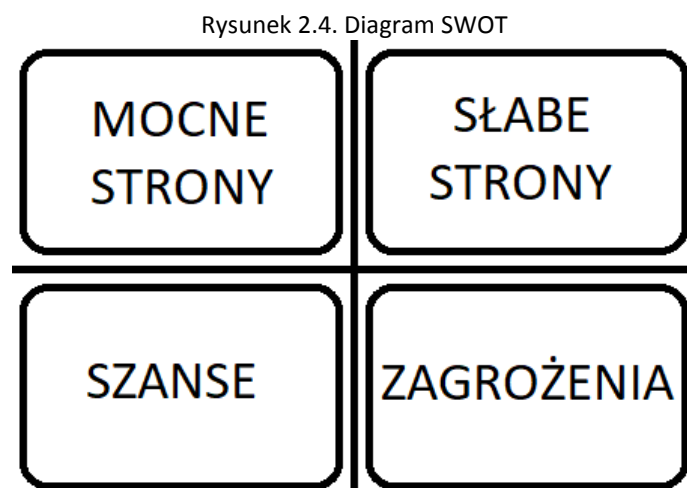 Rysunek 2.4. Diagram SWOT
MOCNE
STRONY
SŁABE
STRONY
SZANSE
ZAGROŻENIA